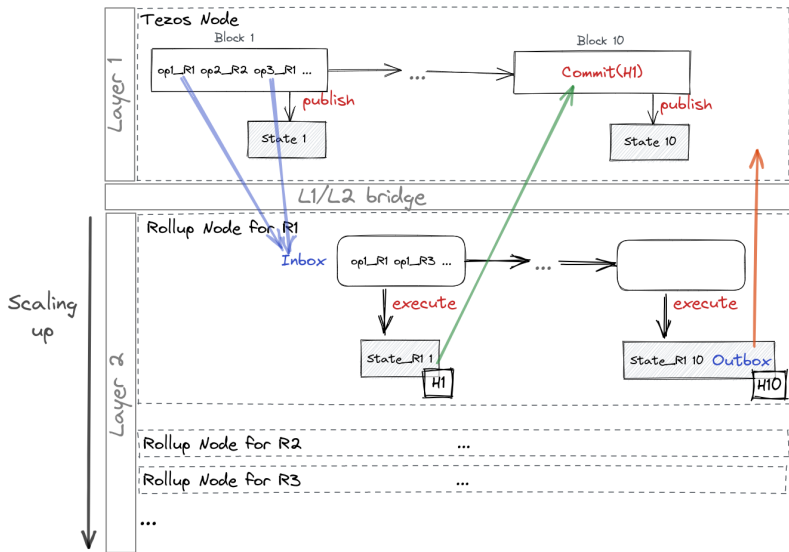 Tezos Node
Block 1
Block 10
Layer 1
op1_R1 op2_R2 op3_R1 ...
...
Commit(H1)
publish
publish
State 1
State 10
L1/L2 bridge
Rollup Node for R1
Inbox
op1_R1 op1_R3 ...
...
Scaling up
execute
execute
Layer 2
State_R1 1
State_R1 10 Outbox
H1
H10
Rollup Node for R2 ...
Rollup Node for R3 ...
...